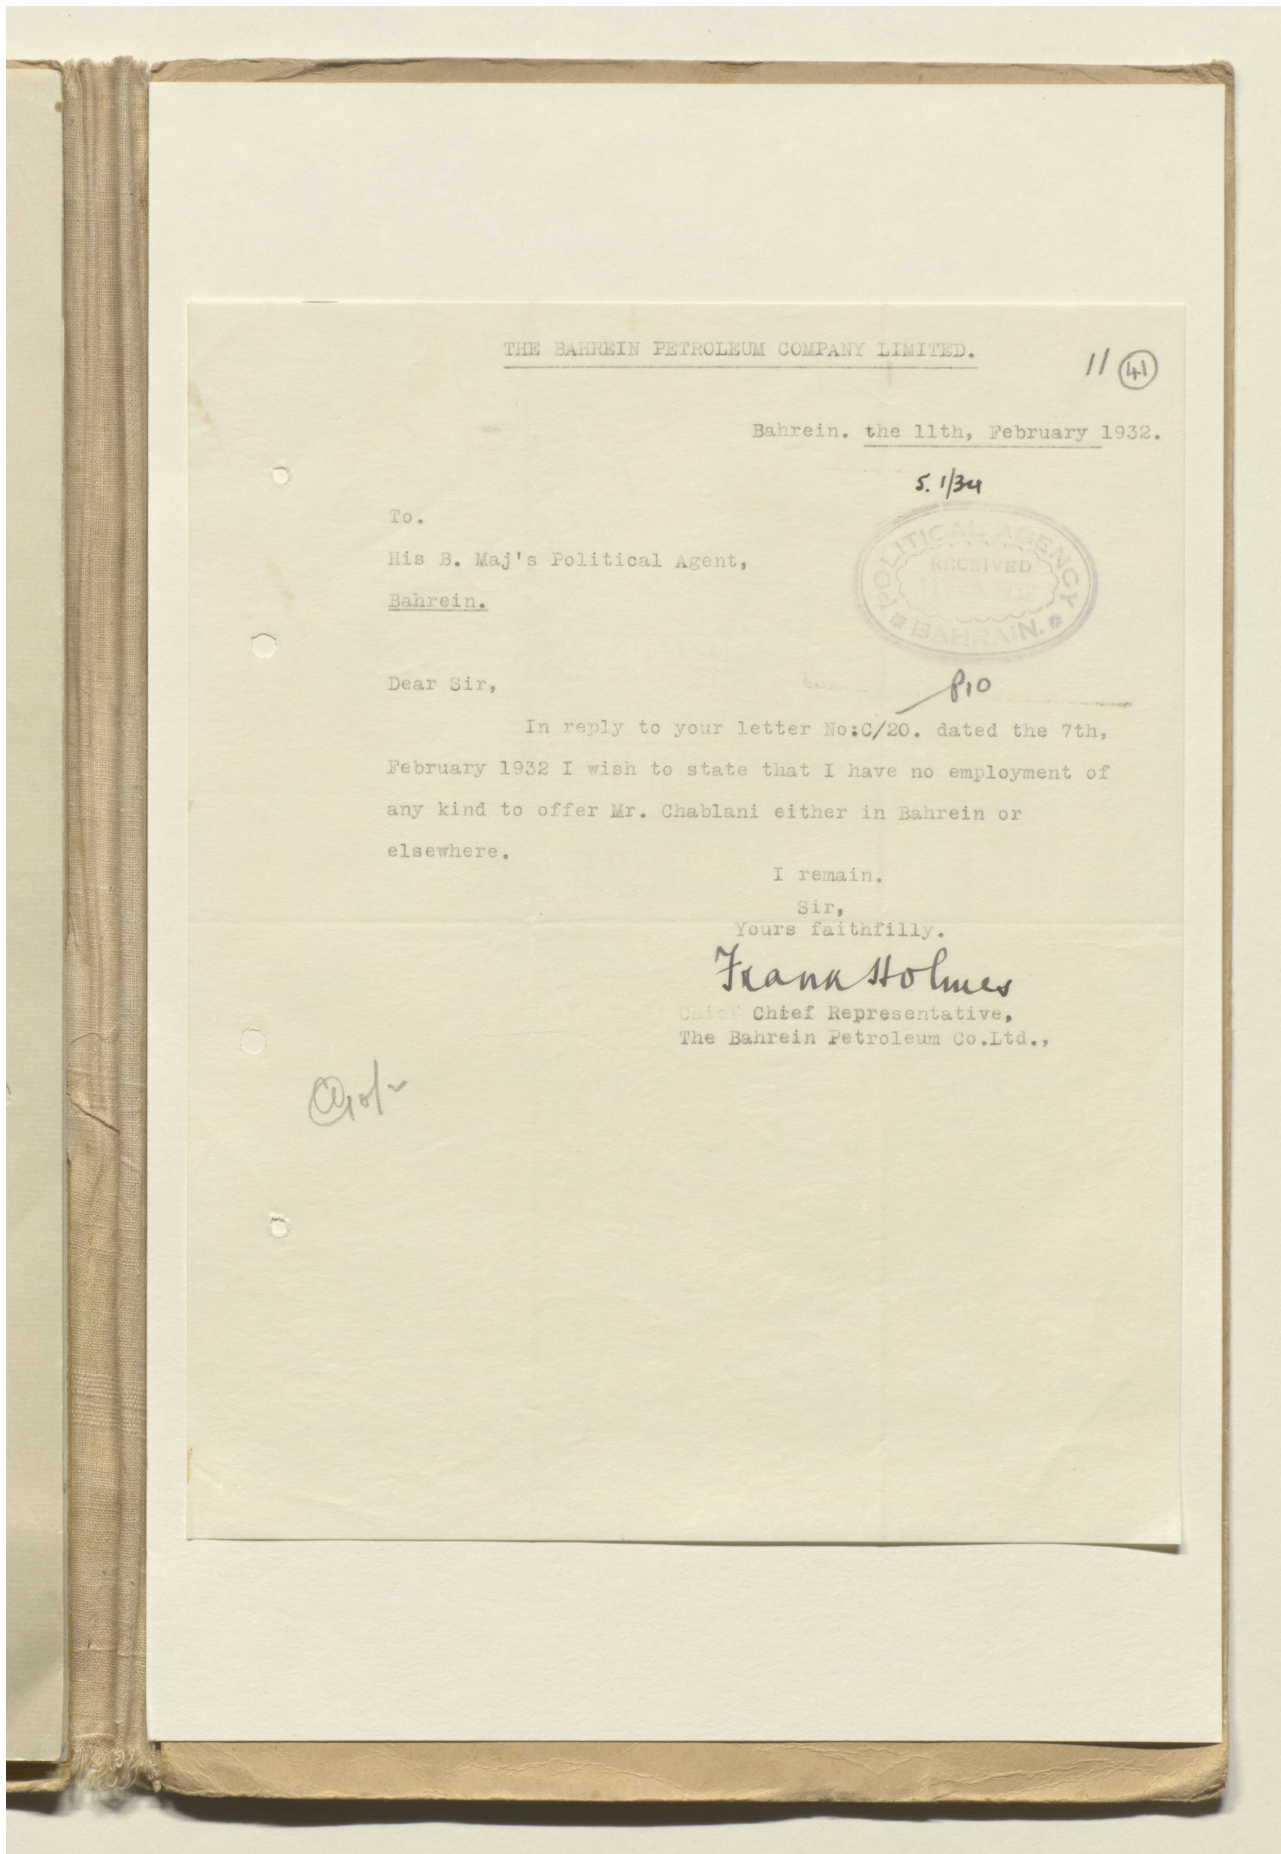 THE BAHREIN PETROLEUM COMPANY LIMITED.
11 41
Bahrein. the 11th, February 1932.
5. 1/34
To.
His B. Maj's Political Agent,
Bahrein.
POLITICAL AGENCY
RECEIVED
1932
BAHRAIN.
Dear Sir,
p.10
In reply to your letter No:C/20. dated the 7th,
February 1932 I wish to state that I have no employment of
any kind to offer Mr. Chablani either in Bahrein or
elsewhere.
I remain.
Sir,
Yours faithfilly.
Frank Holmes
Chief Chief Representative,
The Bahrein Petroleum Co.Ltd.,